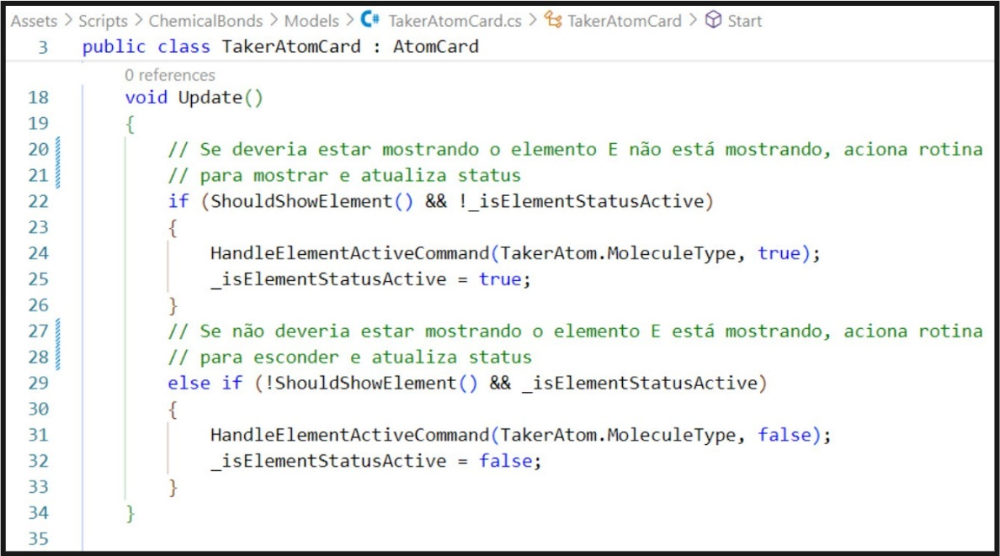 Assets > Scripts > ChemicalBonds > Models > C# TakerAtomCard.cs > TakerAtomCard > Start
3 public class TakerAtomCard : AtomCard
0 references
18 void Update()
19 {
20 // Se deveria estar mostrando o elemento E não está mostrando, aciona rotina
21 // para mostrar e atualiza status
22 if (ShouldShowElement() && !_isElementStatusActive)
23 {
24 HandleElementActiveCommand(TakerAtom.MoleculeType, true);
25 _isElementStatusActive = true;
26 }
27 // Se não deveria estar mostrando o elemento E está mostrando, aciona rotina
28 // para esconder e atualiza status
29 else if (!ShouldShowElement() && _isElementStatusActive)
30 {
31 HandleElementActiveCommand(TakerAtom.MoleculeType, false);
32 _isElementStatusActive = false;
33 }
34 }
35